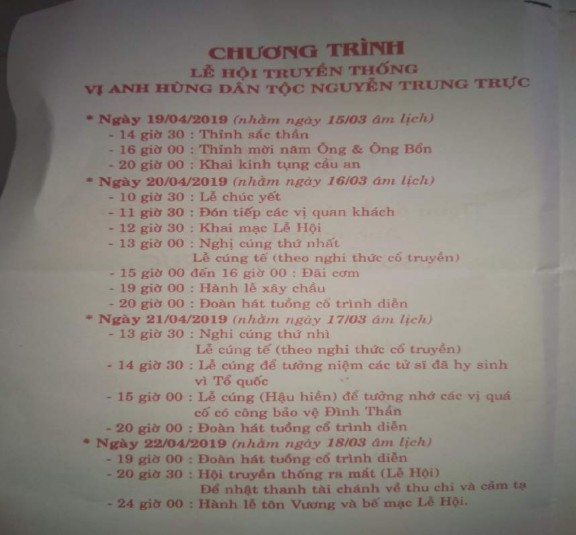 CHƯƠNG TRÌNH
LỄ HỘI TRUYỀN THỐNG
VỊ ANH HÙNG DÂN TỘC NGUYỄN TRUNG TRỰC
* Ngày 19/04/2019 (nhằm ngày 15/03 âm lịch)
- 14 giờ 30 : Thỉnh sắc thần
- 16 giờ 00 : Thỉnh mời năm Ông & Ông Bổn
- 20 giờ 00 : Khai kinh tụng cầu an
* Ngày 20/04/2019 (nhằm ngày 16/03 âm lịch)
- 10 giờ 30 : Lễ chúc yết
- 11 giờ 30 : Đón tiếp các vị quan khách
- 12 giờ 30 : Khai mạc Lễ Hội
- 13 giờ 00 : Nghị cúng thứ nhất
Lễ cúng tế (theo nghi thức cổ truyền)
- 15 giờ 00 đến 16 giờ 00 : Đãi cơm
- 19 giờ 00 : Hành lễ xây chầu
- 20 giờ 00 : Đoàn hát tuồng cổ trình diễn
* Ngày 21/04/2019 (nhằm ngày 17/03 âm lịch)
- 13 giờ 30 : Nghi cúng thứ nhì
Lễ cúng tế (theo nghi thức cổ truyền)
- 14 giờ 30 : Lễ cúng để tưởng niệm các tử sĩ đã hy sinh
vì Tổ quốc
- 15 giờ 00 : Lễ cúng (Hậu hiền) để tưởng nhớ các vị quá
cố có công bảo vệ Đình Thần
- 20 giờ 00 : Đoàn hát tuồng cổ trình diễn
* Ngày 22/04/2019 (nhằm ngày 18/03 âm lịch)
- 19 giờ 00 : Đoàn hát tuồng cổ trình diễn
- 20 giờ 30 : Hội truyền thống ra mắt (Lễ Hội)
Để nhật thanh tài chánh về thu chi và cảm tạ
- 24 giờ 00 : Hành lễ tôn Vương và bế mạc Lễ Hội.